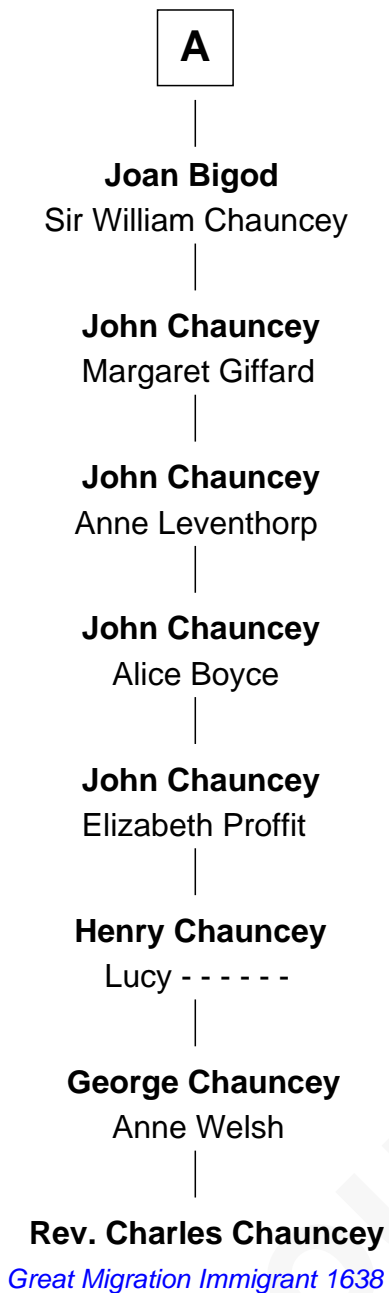 A
Joan Bigod
Sir William Chauncey
John Chauncey
Margaret Giffard
John Chauncey
Anne Leventhorp
John Chauncey
Alice Boyce
John Chauncey
Elizabeth Proffit
Henry Chauncey
Lucy - - - - - -
George Chauncey
Anne Welsh
Rev. Charles Chauncey
Great Migration Immigrant 1638